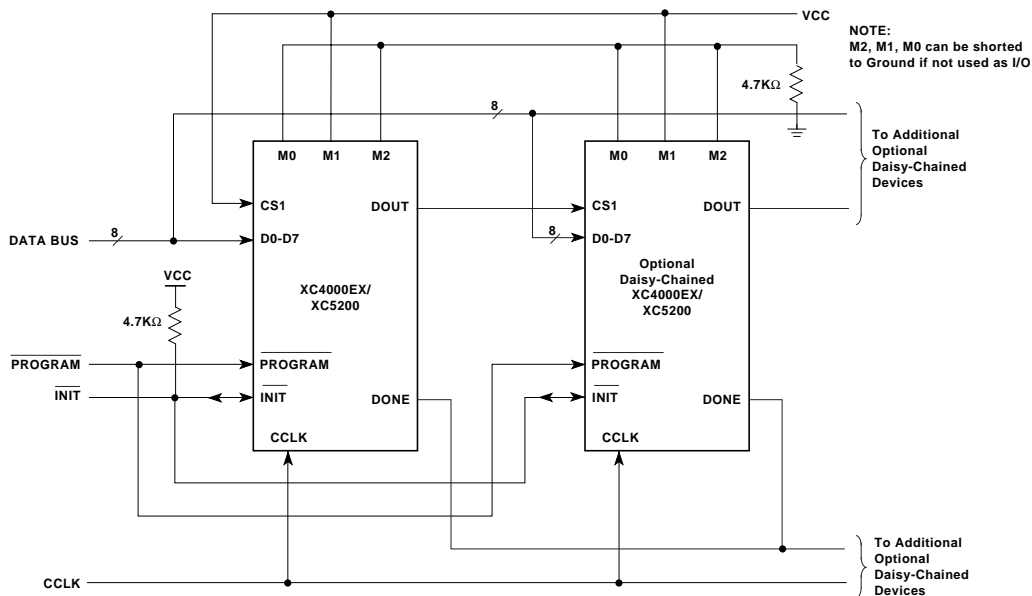 VCC
NOTE:
M2, M1, M0 can be shorted
to Ground if not used as I/O
4.7KΩ
8
To Additional
Optional
Daisy-Chained
Devices
M0 M1 M2
M0 M1 M2
CS1
DOUT
CS1
DOUT
DATA BUS
8
D0-D7
8
D0-D7
VCC
4.7KΩ
XC4000EX/
XC5200
Optional
Daisy-Chained
XC4000EX/
XC5200
PROGRAM
PROGRAM
PROGRAM
INIT
INIT
DONE
INIT
DONE
CCLK
CCLK
To Additional
Optional
Daisy-Chained
Devices
CCLK